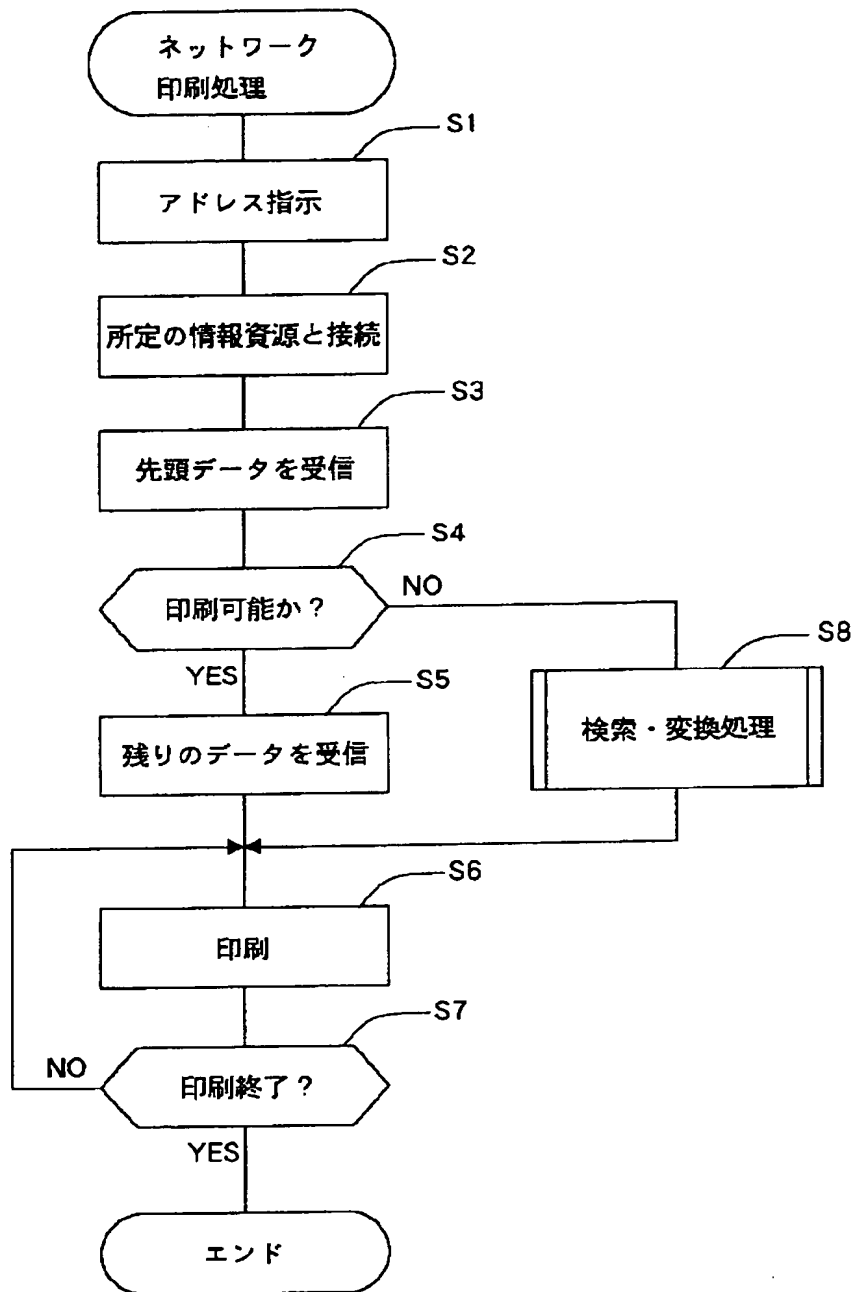 ネットワーク
印刷処理
S1
アドレス指示
S2
所定の情報資源と接続
S3
先頭データを受信
S4
印刷可能か?
NO
S8
YES
S5
検索・変換処理
残りのデータを受信
S6
印刷
S7
NO
印刷終了?
YES
エンド